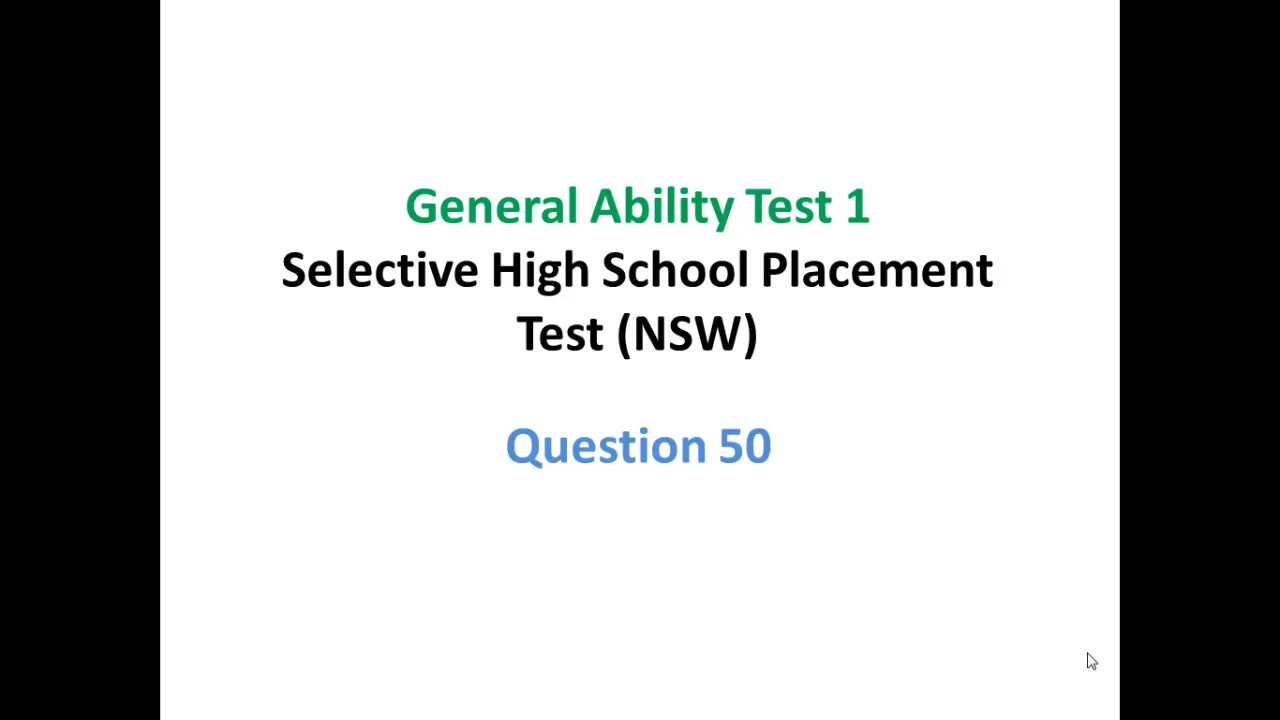 General Ability Test 1
Selective High School Placement
Test (NSW)
Question 50